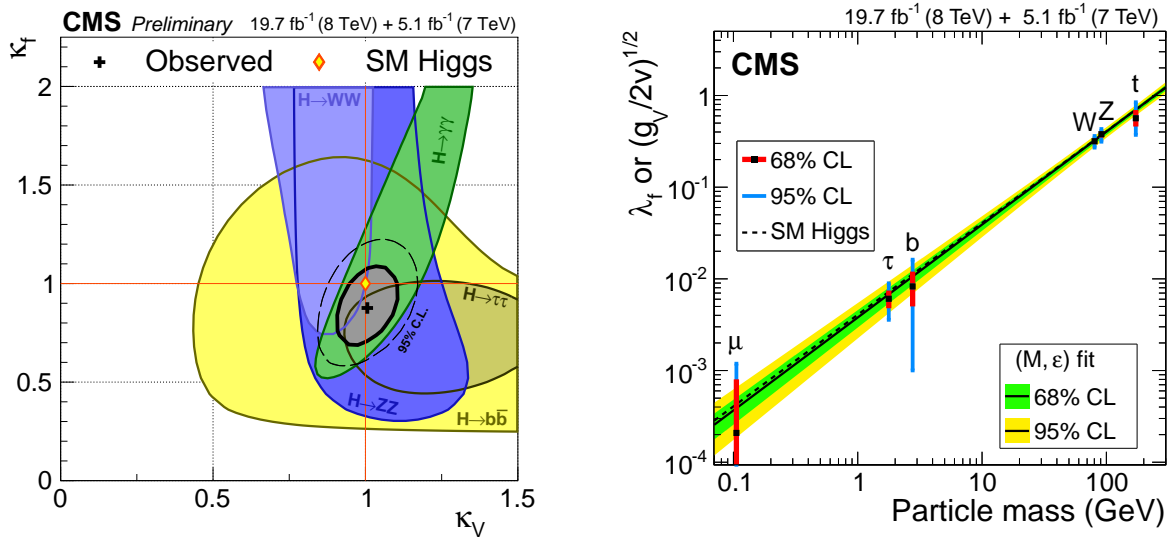 CMS Preliminary 19.7 fb⁻¹ (8 TeV) + 5.1 fb⁻¹ (7 TeV)
κf
Observed SM Higgs
2
1.5
1
0.5
0
H→WW
H→γγ
H→ττ
95% C.L.
H→ZZ
H→bb̅
0 0.5 1 1.5
κV
19.7 fb⁻¹ (8 TeV) + 5.1 fb⁻¹ (7 TeV)
CMS
λf or (gV/2v)^1/2
1
10⁻¹
10⁻²
10⁻³
10⁻⁴
68% CL
95% CL
SM Higgs
t
W Z
b
τ
μ
(M, ε) fit
68% CL
95% CL
0.1 1 10 100
Particle mass (GeV)